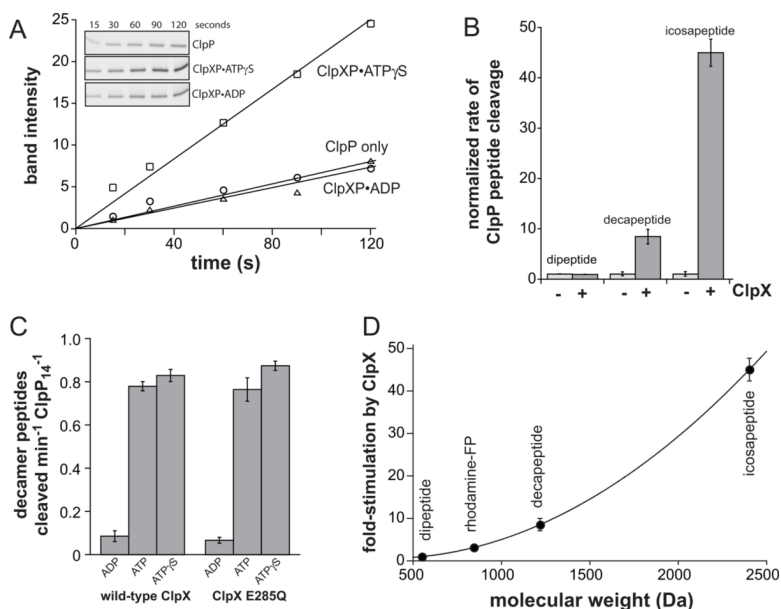 A
15 30 60 90 120 seconds
ClpP
ClpXP•ATPγS
ClpXP•ADP
25
20
15
10
5
0
0 30 60 90 120
band intensity
time (s)
ClpXP•ATPγS
ClpP only
ClpXP•ADP
B
normalized rate of
ClpP peptide cleavage
50
40
30
20
10
0
dipeptide
decapeptide
icosapeptide
- + - + - + ClpX
C
decamer peptides
cleaved min⁻¹ ClpP₁₄⁻¹
1.0
0.8
0.6
0.4
0.2
0
ADP ATP ATPγS ADP ATP ATPγS
wild-type ClpX ClpX E285Q
D
fold-stimulation by ClpX
50
40
30
20
10
0
500 1000 1500 2000 2500
molecular weight (Da)
dipeptide
rhodamine-FP
decapeptide
icosapeptide